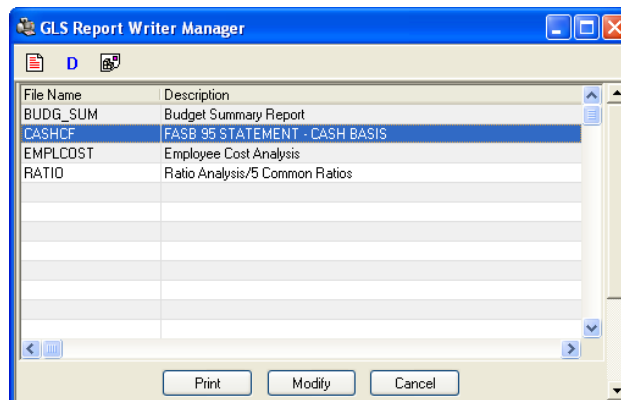 GLS Report Writer Manager
D
File Name Description
BUDG_SUM Budget Summary Report
CASHCF FASB 95 STATEMENT - CASH BASIS
EMPLCOST Employee Cost Analysis
RATIO Ratio Analysis/5 Common Ratios
Print Modify Cancel